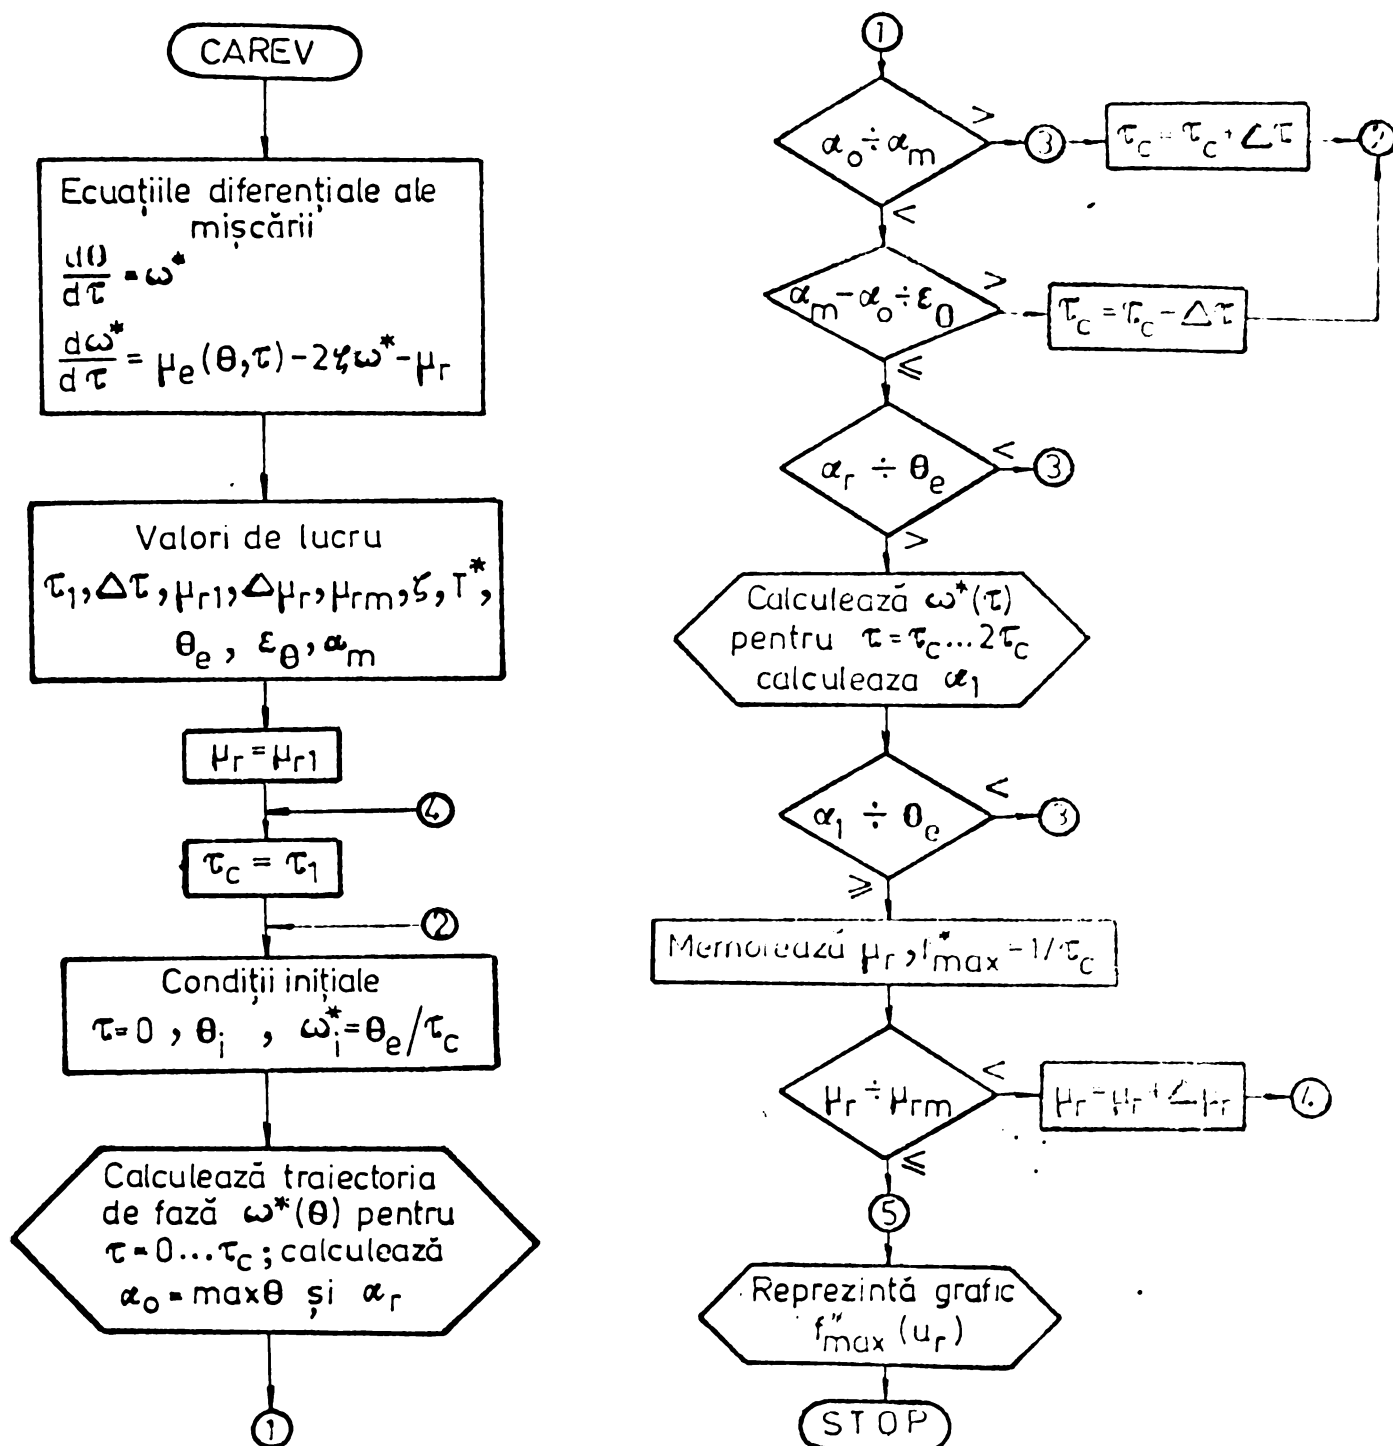 CAREV
Ecuațiile diferențiale ale
mișcării
dθ/dτ = ω*
dω*/dτ = μe(θ,τ)-2ζω*-μr
Valori de lucru
τ1, Δτ, μr1, Δμr, μrm, ζ, T*,
θe, εθ, αm
μr = μr1
4
τc = τ1
2
Condiții inițiale
τ=0 , θi , ωi* = θe/τc
Calculează traiectoria
de fază ω*(θ) pentru
τ=0...τc ; calculează
αo = maxθ și αr
1
1
αo ÷ αm
>
3
τc = τc + Δτ
2
<
αm-αo ÷ εθ
>
τc = τc - Δτ
⩽
αr ÷ θe
<
3
>
Calculează ω*(τ)
pentru τ = τc...2τc
calculeaza α1
α1 ÷ θe
<
3
⩾
Memorează μr, f*max = 1/τc
μr ÷ μrm
<
μr = μr + Δμr
4
⩽
5
Reprezintă grafic
f*max (ur)
STOP